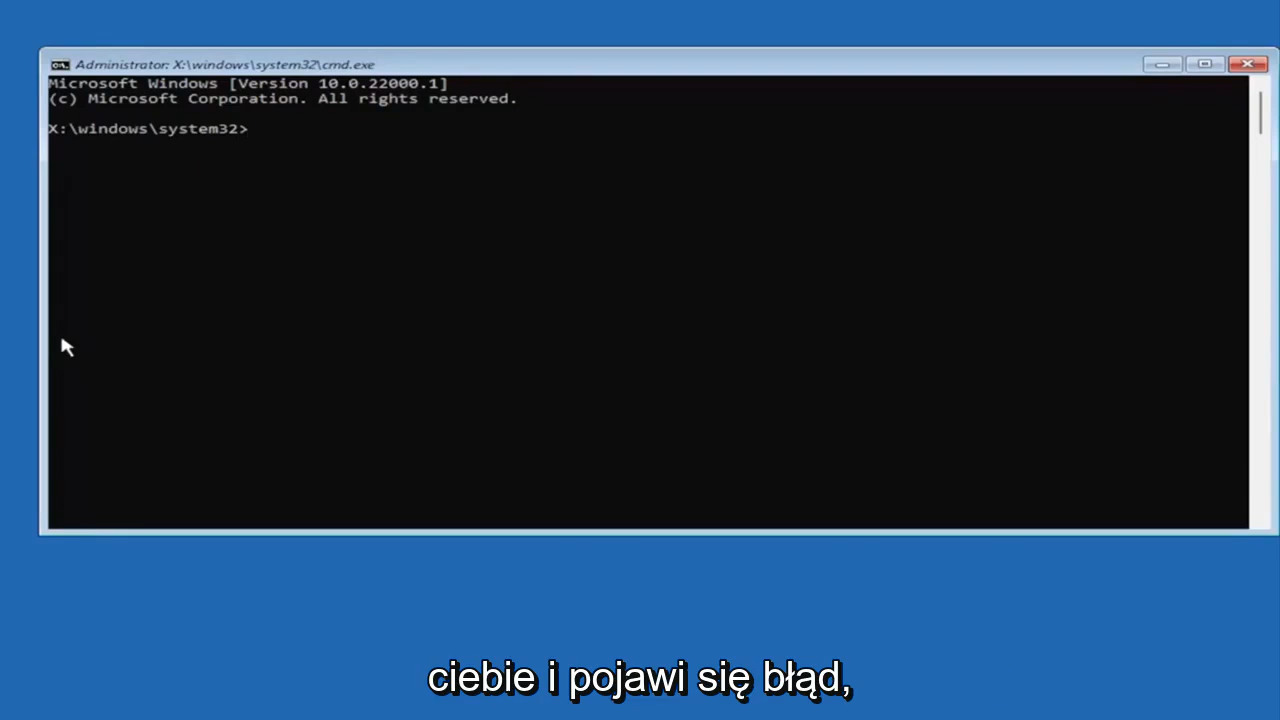 Administrator: X:\windows\system32\cmd.exe
Microsoft Windows [Version 10.0.22000.1]
(c) Microsoft Corporation. All rights reserved.
X:\windows\system32>
ciebie i pojawi się błąd,